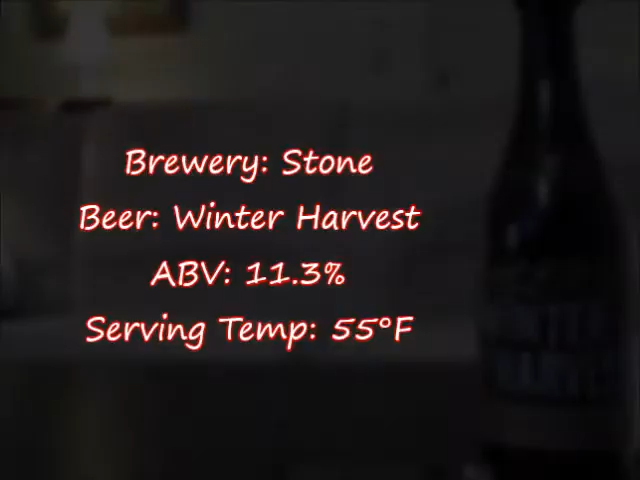 Brewery: Stone
Beer: Winter Harvest
ABV: 11.3%
Serving Temp: 55°F